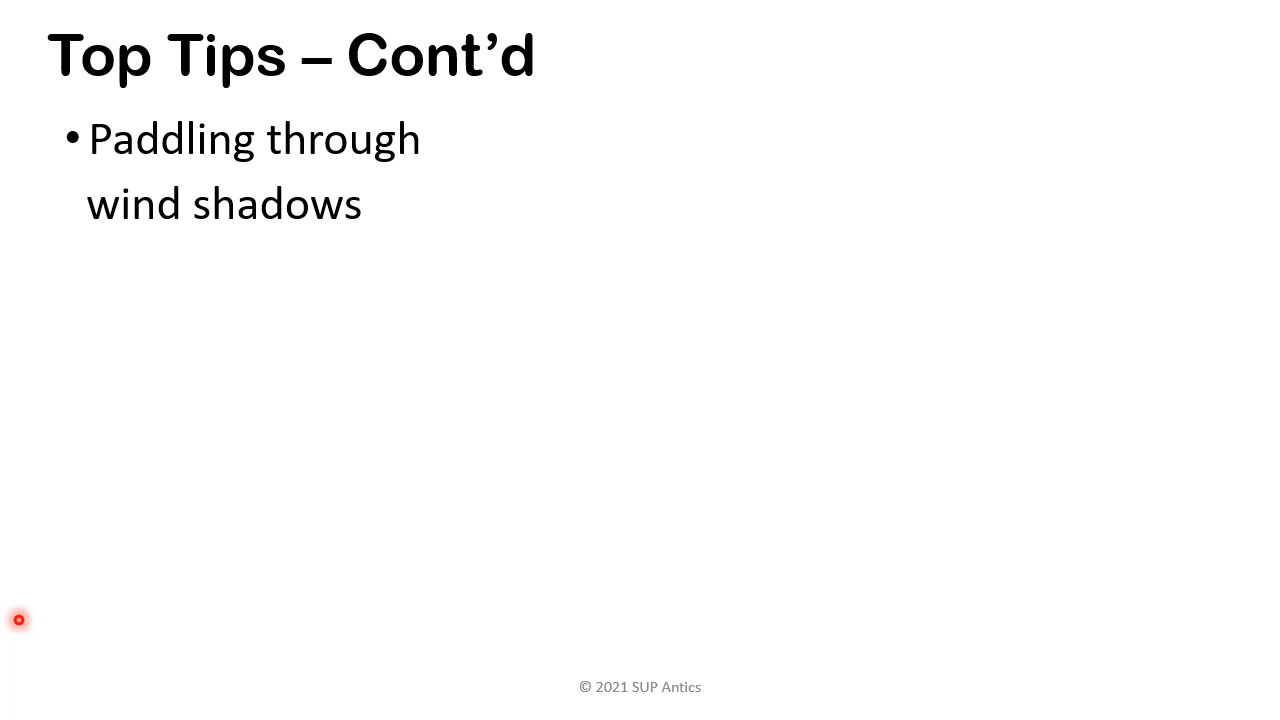 Top Tips – Cont’d
• Paddling through
wind shadows
© 2021 SUP Antics